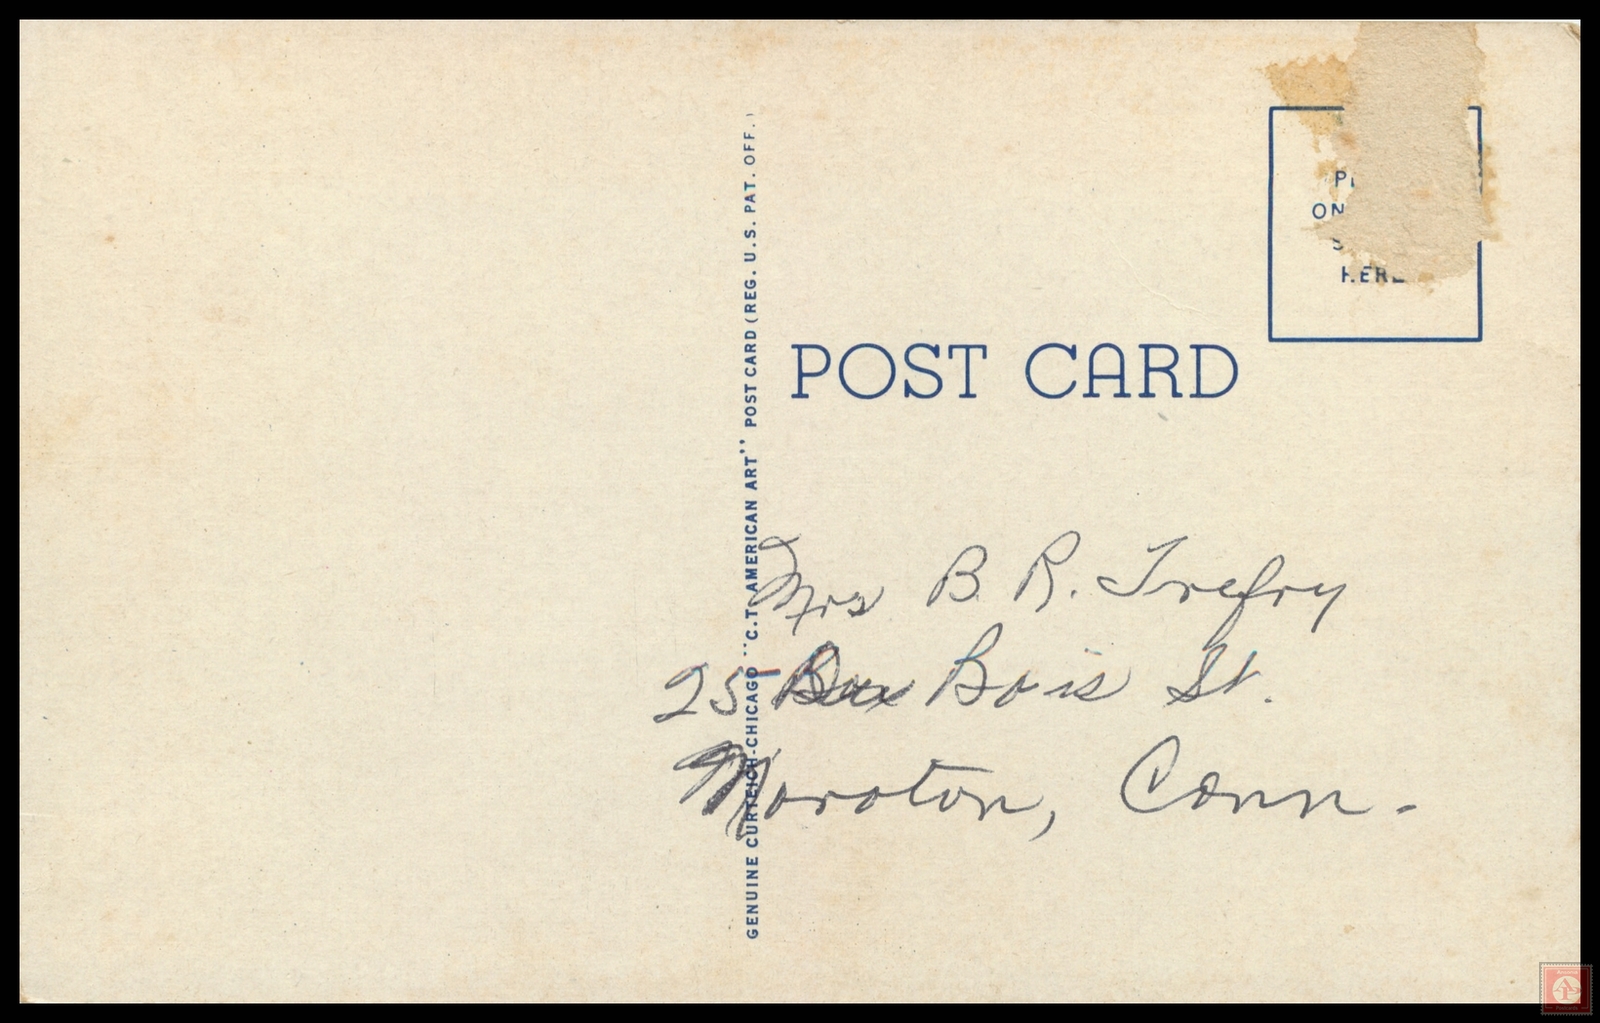 GENUINE CURTEICH-CHICAGO "C.T. AMERICAN ART" POST CARD (REG. U.S. PAT. OFF.)
POST CARD
HERE
Mrs B. R. Trefry
25 Bois St.
Noroton, Conn.